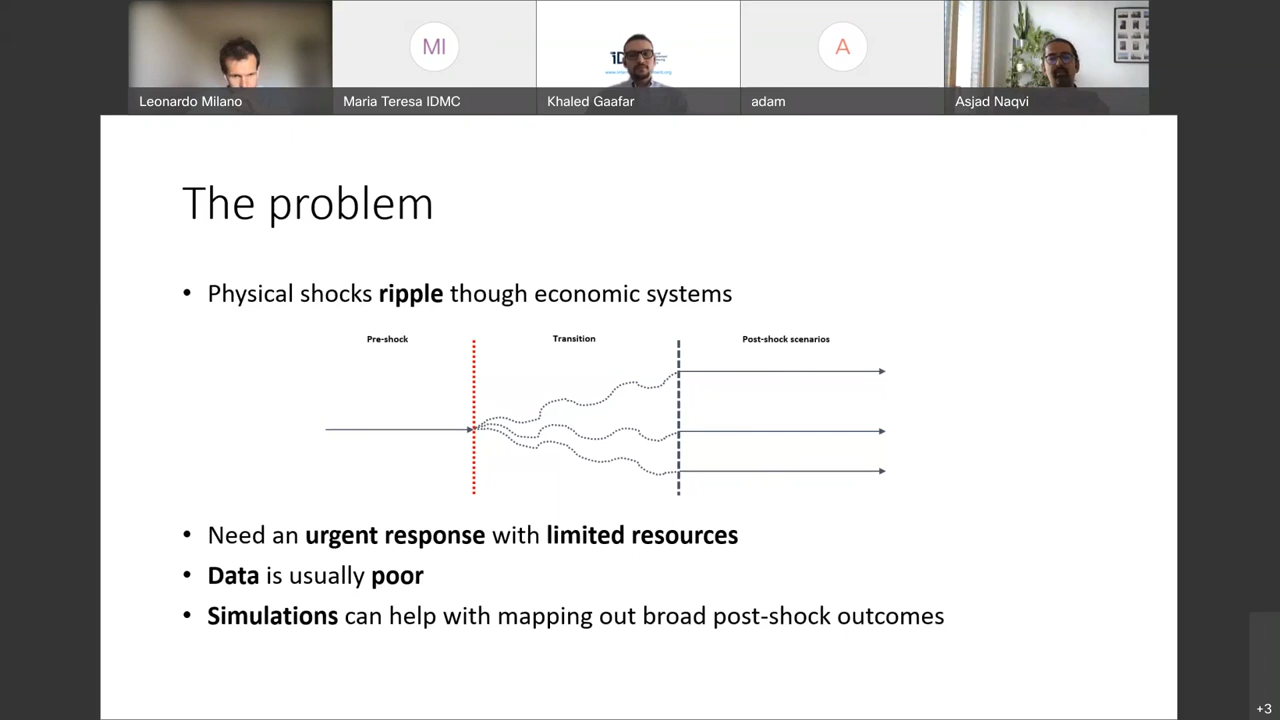 MI
A
Leonardo Milano
Maria Teresa IDMC
Khaled Gaafar
adam
Asjad Naqvi
The problem
• Physical shocks ripple though economic systems
Pre-shock
Transition
Post-shock scenarios
• Need an urgent response with limited resources
• Data is usually poor
• Simulations can help with mapping out broad post-shock outcomes
+3